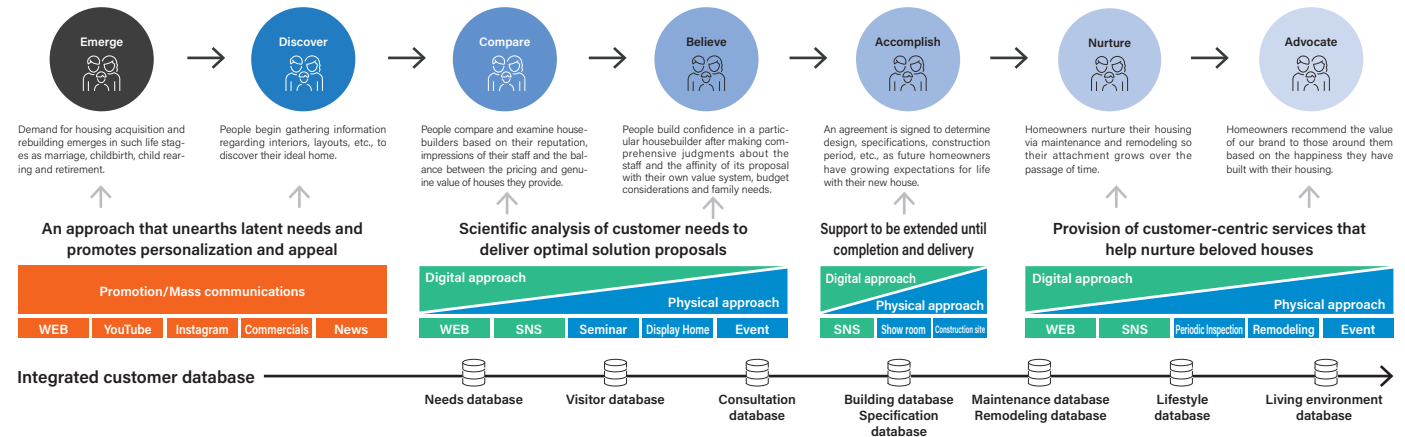 Emerge
Discover
Compare
Believe
Accomplish
Nurture
Advocate
Demand for housing acquisition and
rebuilding emerges in such life stag-
es as marriage, childbirth, child rear-
ing and retirement.
People begin gathering information
regarding interiors, layouts, etc., to
discover their ideal home.
People compare and examine house-
builders based on their reputation,
impressions of their staff and the bal-
ance between the pricing and genu-
ine value of houses they provide.
People build confidence in a partic-
ular housebuilder after making com-
prehensive judgments about the
staff and the affinity of its proposal
with their own value system, budget
considerations and family needs.
An agreement is signed to determine
design, specifications, construction
period, etc., as future homeowners
have growing expectations for life
with their new house.
Homeowners nurture their housing
via maintenance and remodeling so
their attachment grows over the
passage of time.
Homeowners recommend the value
of our brand to those around them
based on the happiness they have
built with their housing.
An approach that unearths latent needs and
promotes personalization and appeal
Promotion/Mass communications
WEB
YouTube
Instagram
Commercials
News
Scientific analysis of customer needs to
deliver optimal solution proposals
Digital approach
Physical approach
WEB
SNS
Seminar
Display Home
Event
Support to be extended until
completion and delivery
Digital approach
Physical approach
SNS
Show room
Construction site
Provision of customer-centric services that
help nurture beloved houses
Digital approach
Physical approach
WEB
SNS
Periodic Inspection
Remodeling
Event
Integrated customer database
Needs database
Visitor database
Consultation
database
Building database
Specification
database
Maintenance database
Remodeling database
Lifestyle
database
Living environment
database